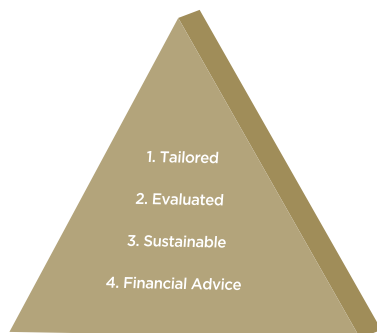 1. Tailored
2. Evaluated
3. Sustainable
4. Financial Advice